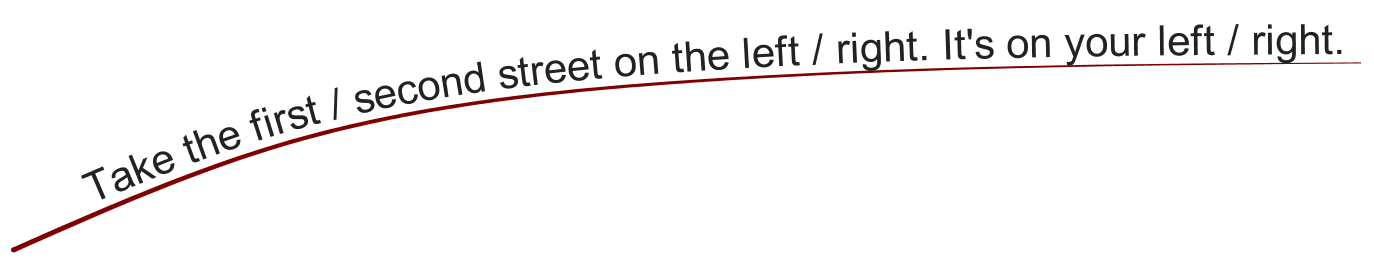 Take the first / second street on the left / right. It's on your left / right.